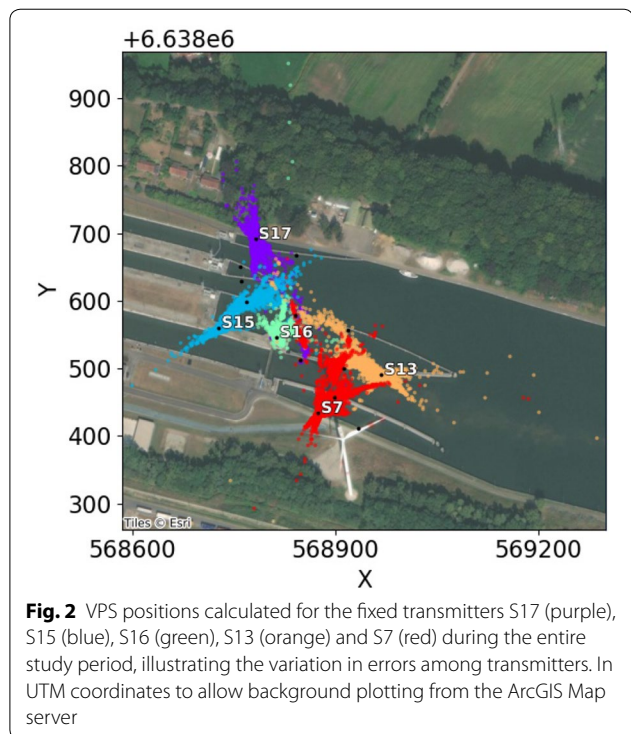 +6.638e6
900
800
700
600
500
400
300
Y
S17
S15
S16
S13
S7
Tiles © Esri
568600 568900 569200
X
Fig. 2 VPS positions calculated for the fixed transmitters S17 (purple),
S15 (blue), S16 (green), S13 (orange) and S7 (red) during the entire
study period, illustrating the variation in errors among transmitters. In
UTM coordinates to allow background plotting from the ArcGIS Map
server